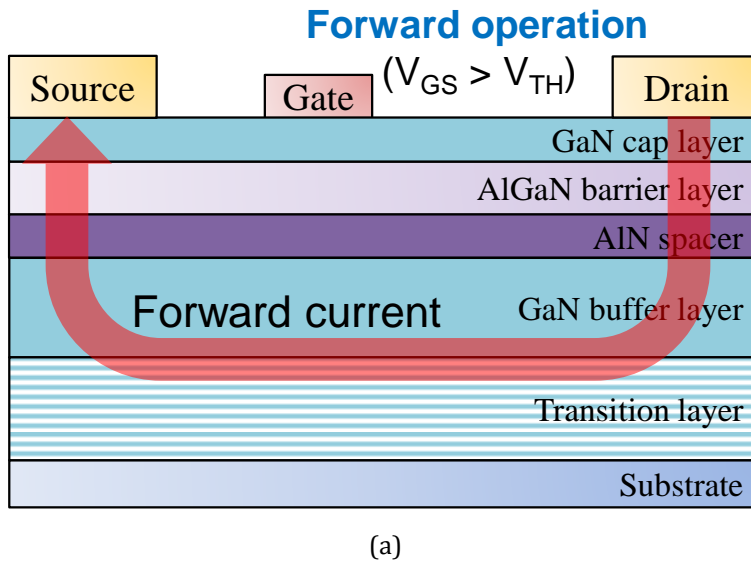 Forward operation
(V_GS > V_TH)
Source
Gate
Drain
GaN cap layer
AlGaN barrier layer
AlN spacer
Forward current
GaN buffer layer
Transition layer
Substrate
(a)